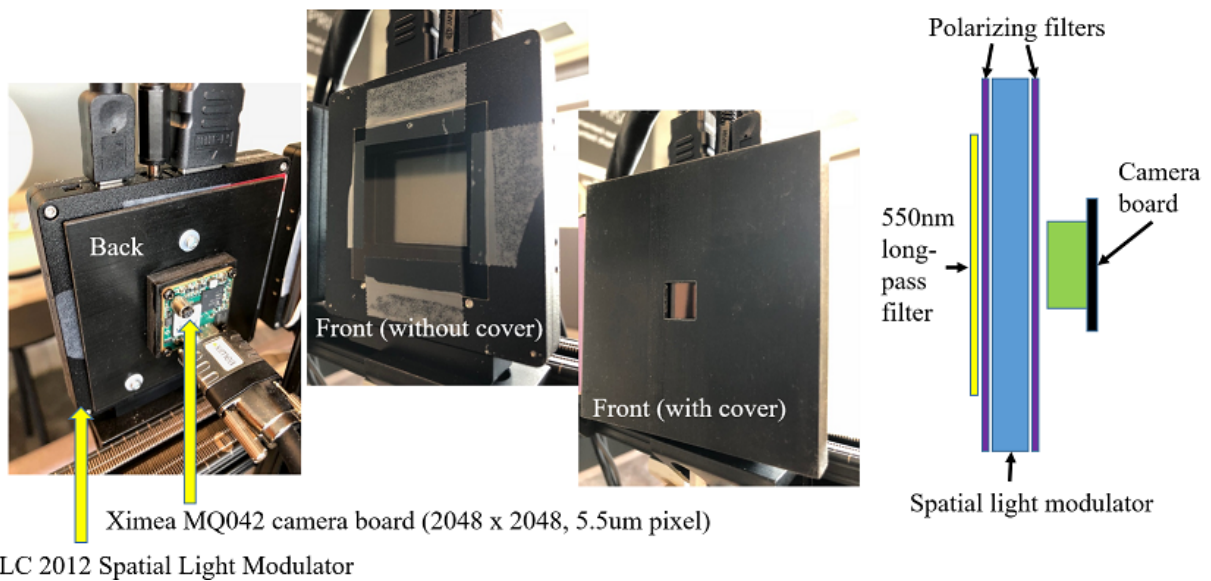 Polarizing filters
Camera
board
550nm
long-
pass
filter
Back
Front (without cover)
Front (with cover)
Spatial light modulator
Ximea MQ042 camera board (2048 x 2048, 5.5um pixel)
LC 2012 Spatial Light Modulator